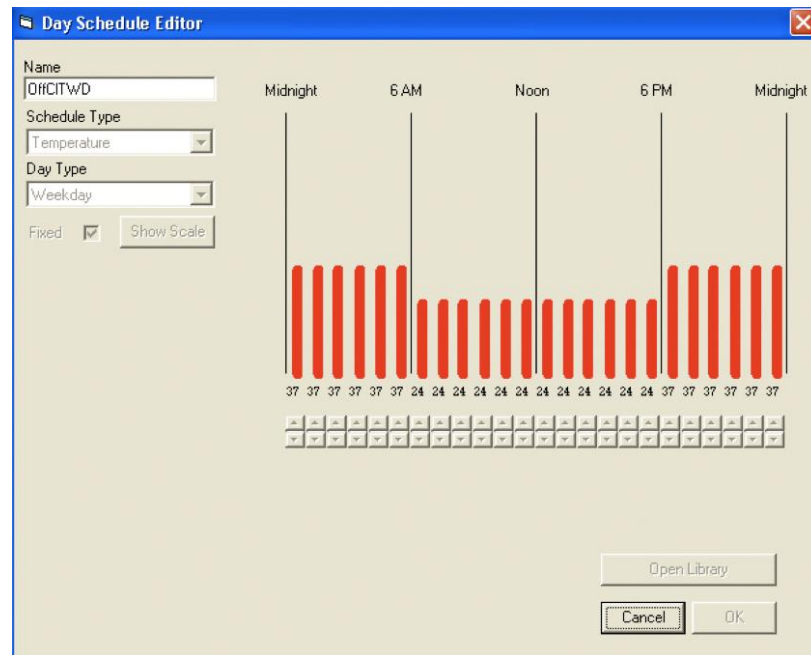 Day Schedule Editor
Name
OffClTWD
Schedule Type
Temperature
Day Type
Weekday
Fixed
Show Scale
Midnight 6 AM Noon 6 PM Midnight
37 37 37 37 37 37 24 24 24 24 24 24 24 24 24 24 24 24 37 37 37 37 37 37
Open Library
Cancel OK